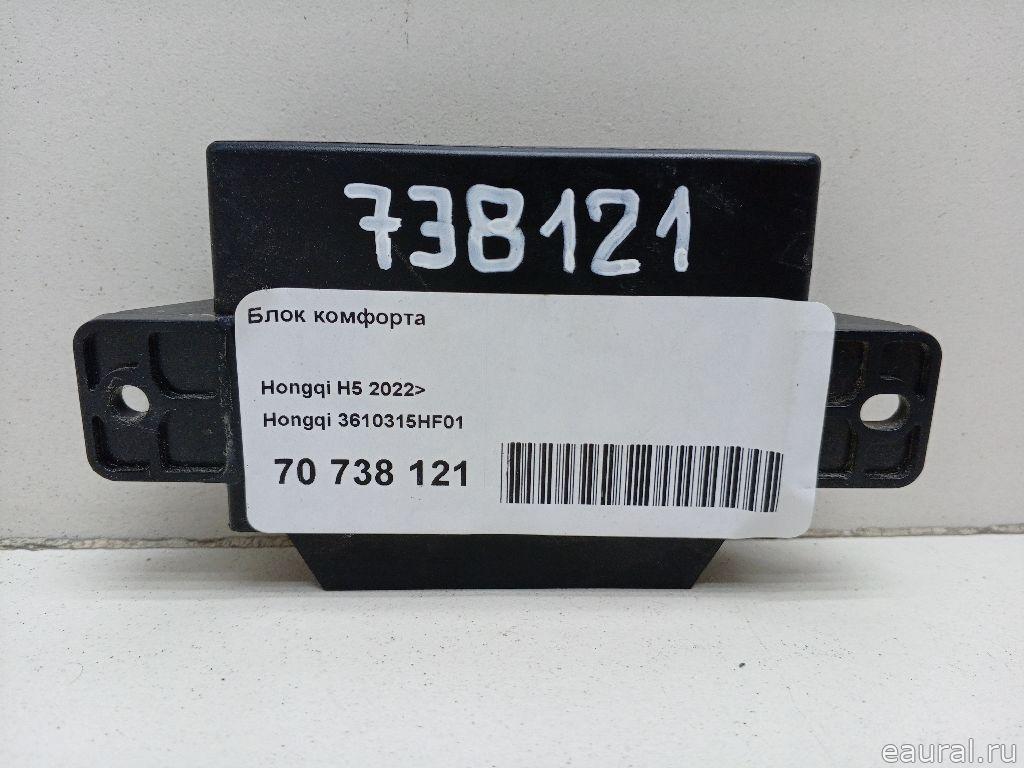 738121
Блок комфорта
Hongqi H5 2022>
Hongqi 3610315HF01
70 738 121
eaural.ru